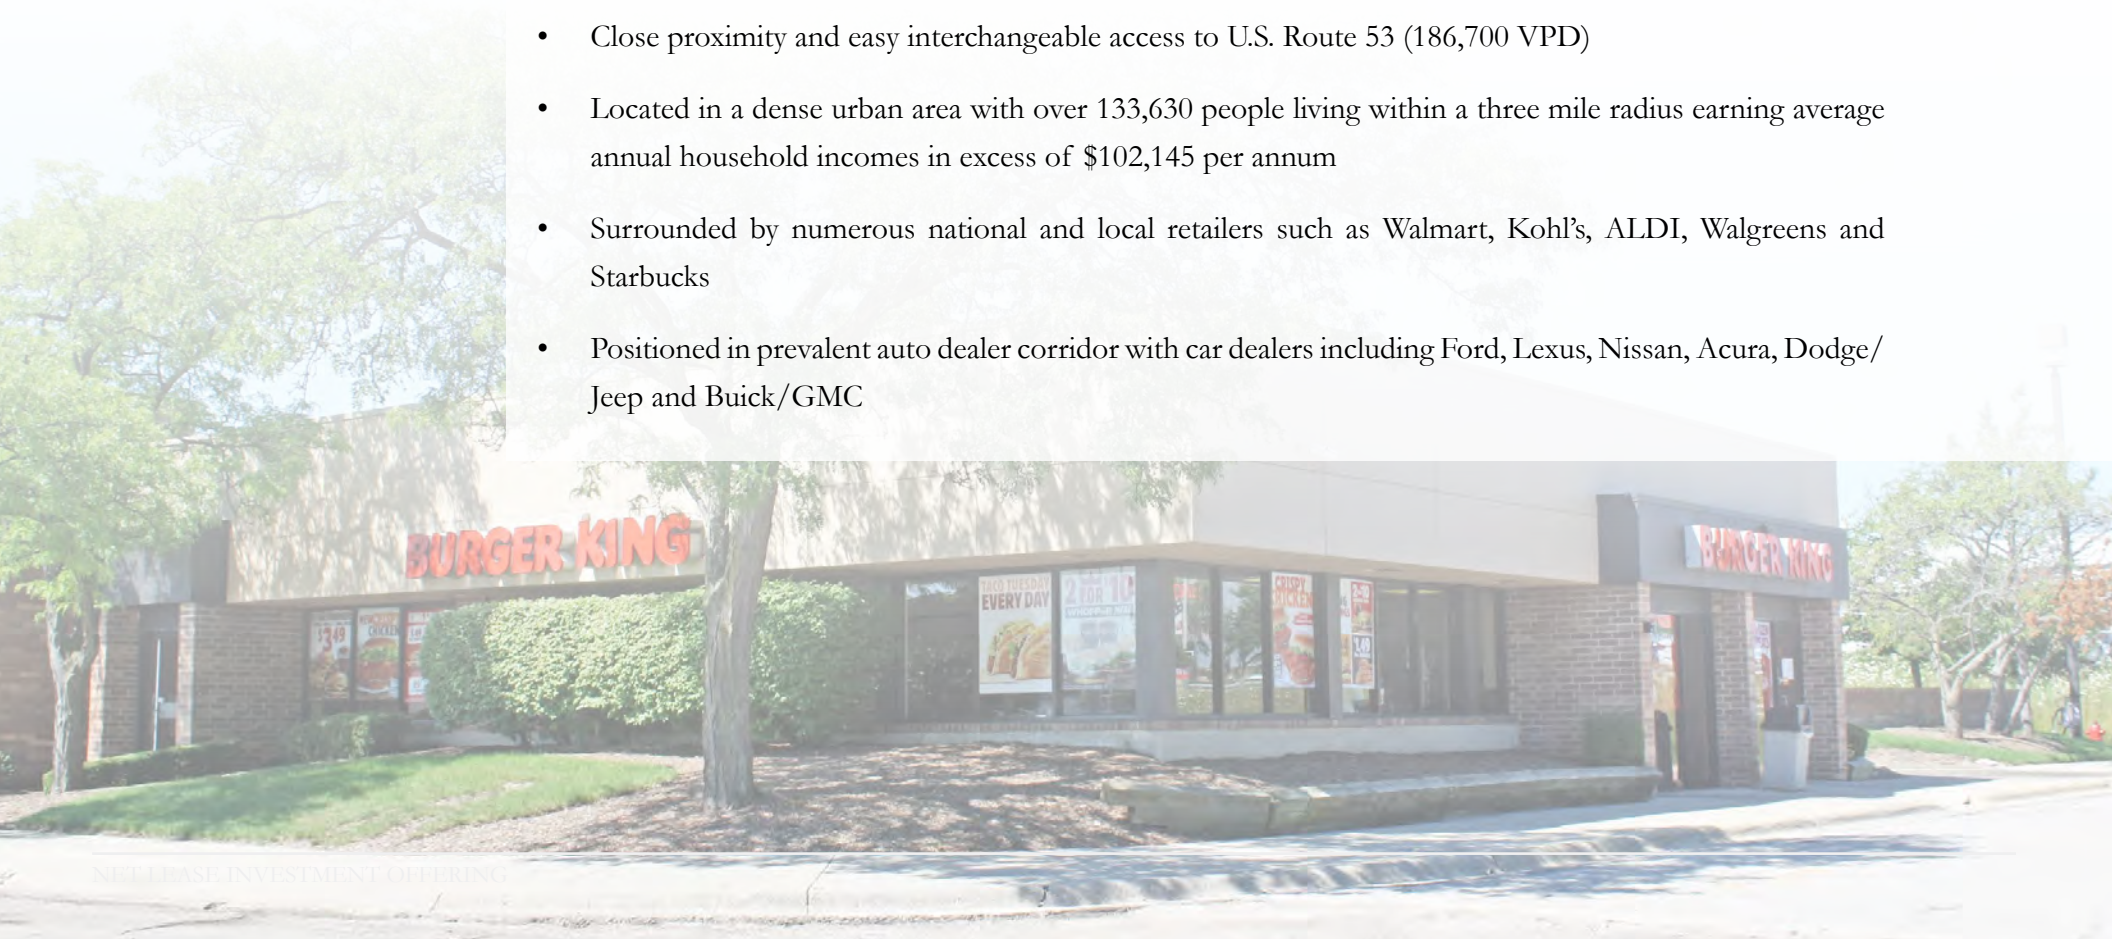 • Close proximity and easy interchangeable access to U.S. Route 53 (186,700 VPD)
• Located in a dense urban area with over 133,630 people living within a three mile radius earning average
annual household incomes in excess of $102,145 per annum
• Surrounded by numerous national and local retailers such as Walmart, Kohl’s, ALDI, Walgreens and
Starbucks
• Positioned in prevalent auto dealer corridor with car dealers including Ford, Lexus, Nissan, Acura, Dodge/
Jeep and Buick/GMC
BURGER KING
BURGER KING
TACO TUESDAY
EVERY DAY
2 FOR 10
CRISPY
CHICKEN
$3.49
CHICKEN
1.49
NET LEASE INVESTMENT OFFERING